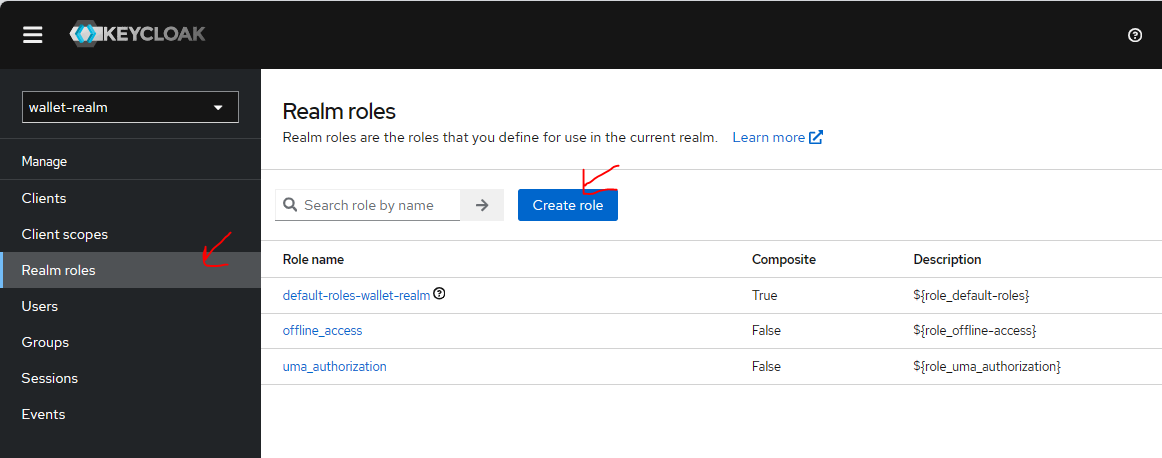 KEYCLOAK
wallet-realm
Manage
Clients
Client scopes
Realm roles
Users
Groups
Sessions
Events
Realm roles
Realm roles are the roles that you define for use in the current realm. Learn more
Search role by name Create role
Role name Composite Description
default-roles-wallet-realm True ${role_default-roles}
offline_access False ${role_offline-access}
uma_authorization False ${role_uma_authorization}